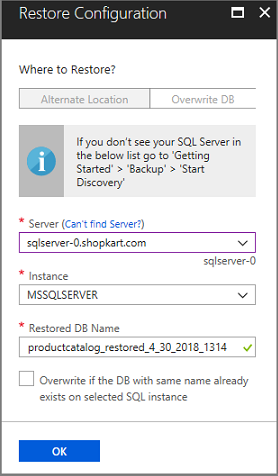 Restore Configuration
Where to Restore?
Alternate Location
Overwrite DB
If you don't see your SQL Server in
the below list go to 'Getting
Started' > 'Backup' > 'Start
Discovery'
* Server (Can't find Server?)
sqlserver-0.shopkart.com
sqlserver-0
* Instance
MSSQLSERVER
* Restored DB Name
productcatalog_restored_4_30_2018_1314
Overwrite if the DB with same name already
exists on selected SQL instance
OK